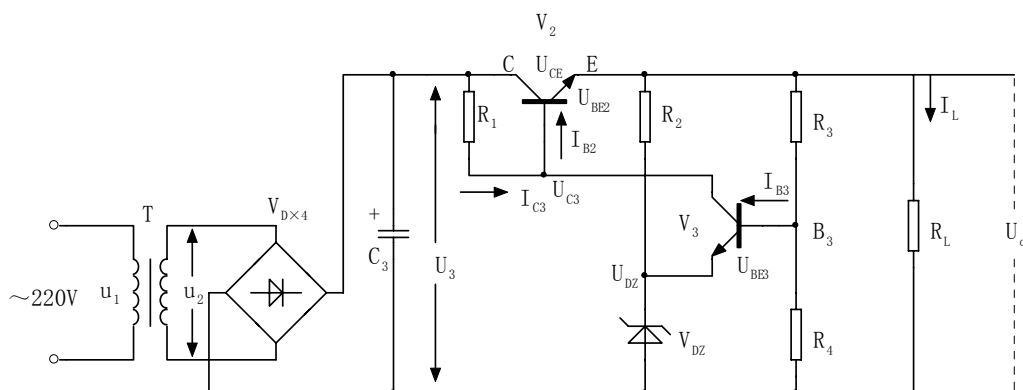 V2
C UCE E
UBE2
R1
IB2
R2
R3
IL
IC3
UC3
IB3
VD×4
T
+
C3
U3
V3
B3
RL
UBE3
UDZ
~220V
u1
u2
VDZ
R4